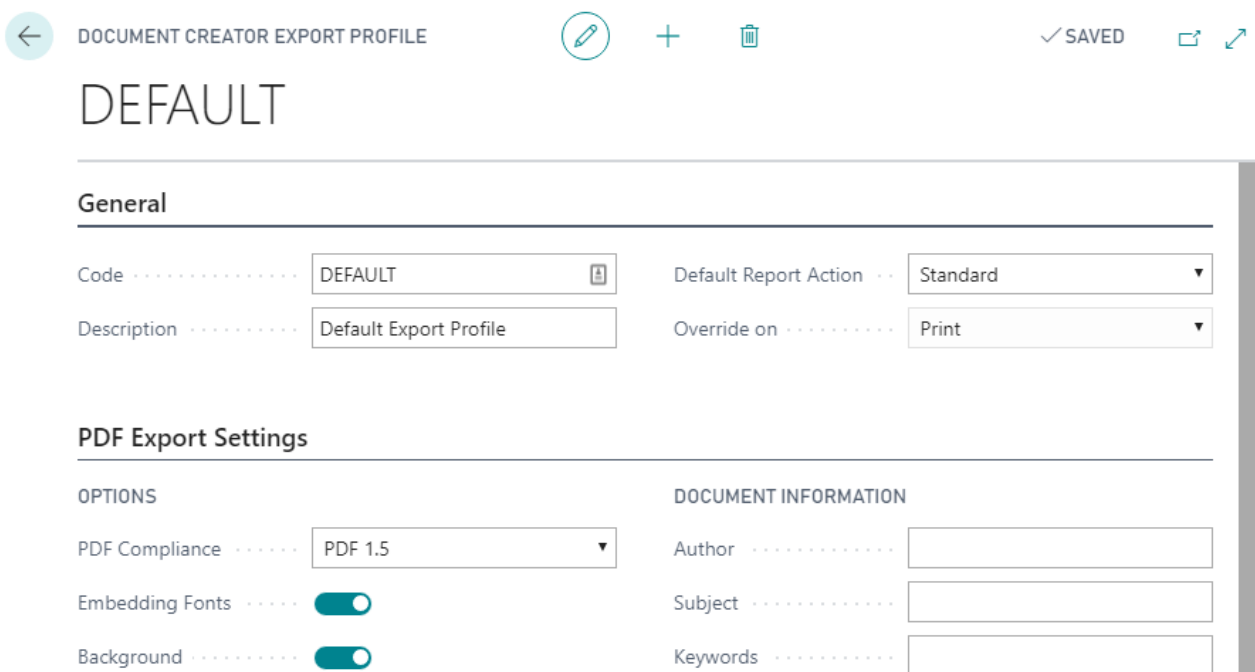 DOCUMENT CREATOR EXPORT PROFILE SAVED
DEFAULT
General
Code DEFAULT Default Report Action Standard
Description Default Export Profile Override on Print
PDF Export Settings
OPTIONS DOCUMENT INFORMATION
PDF Compliance PDF 1.5 Author
Embedding Fonts Subject
Background Keywords